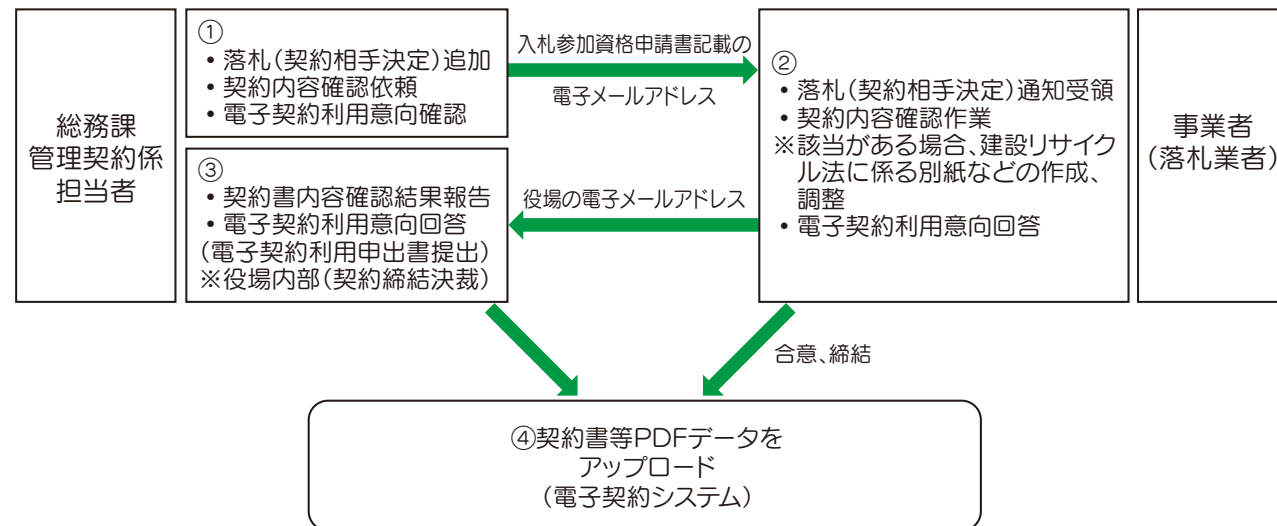 総務課
管理契約係
担当者
①
・落札（契約相手決定）追加
・契約内容確認依頼
・電子契約利用意向確認
入札参加資格申請書記載の
電子メールアドレス
②
・落札（契約相手決定）通知受領
・契約内容確認作業
※該当がある場合、建設リサイク
ル法に係る別紙などの作成、
調整
・電子契約利用意向回答
事業者
（落札業者）
③
・契約書内容確認結果報告
・電子契約利用意向回答
（電子契約利用申出書提出）
※役場内部（契約締結決裁）
役場の電子メールアドレス
合意、締結
④契約書等PDFデータを
アップロード
（電子契約システム）